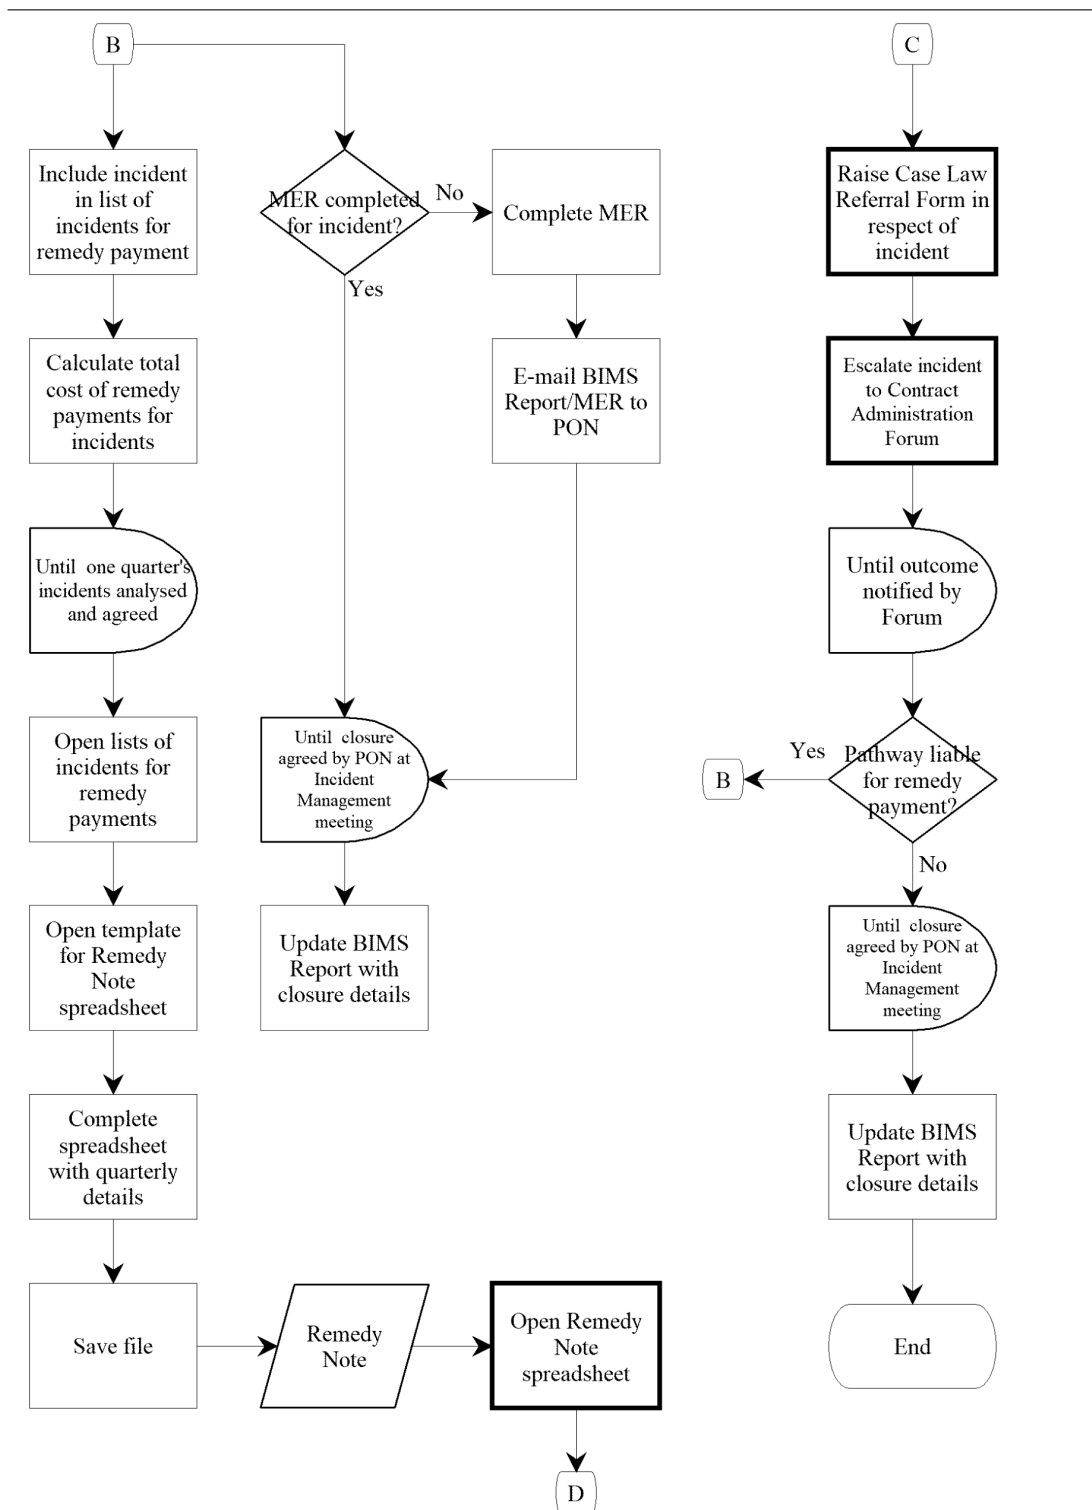 B
C
Include incident
in list of
incidents for
remedy payment
MER completed
for incident?
No
Yes
Complete MER
Raise Case Law
Referral Form in
respect of
incident
Calculate total
cost of remedy
payments for
incidents
E-mail BIMS
Report/MER to
PON
Escalate incident
to Contract
Administration
Forum
Until one quarter's
incidents analysed
and agreed
Until outcome
notified by
Forum
Open lists of
incidents for
remedy
payments
Until closure
agreed by PON at
Incident
Management
meeting
B
Yes
Pathway liable
for remedy
payment?
No
Open template
for Remedy
Note
spreadsheet
Update BIMS
Report with
closure details
Until closure
agreed by PON at
Incident
Management
meeting
Complete
spreadsheet
with quarterly
details
Update BIMS
Report with
closure details
Save file
Remedy
Note
Open Remedy
Note
spreadsheet
End
D